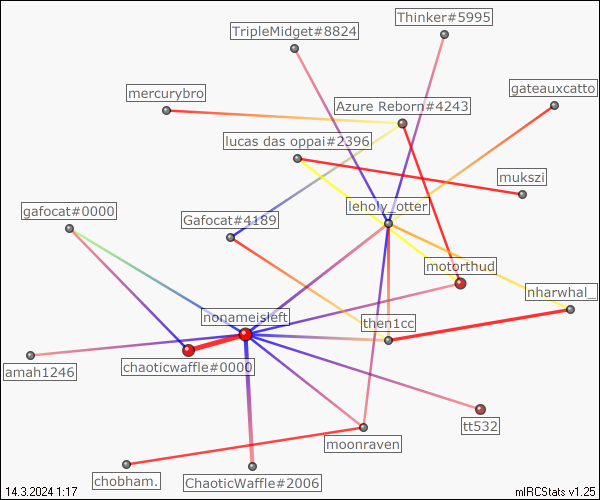 Thinker#5995
TripleMidget#8824
mercurybro
gateauxcatto
Azure Reborn#4243
lucas das oppai#2396
mukszi
gafocat#0000
leholy_otter
Gafocat#4189
motorthud
nharwhal_
nonameisleft
then1cc
amah1246
chaoticwaffle#0000
tt532
moonraven
chobham.
ChaoticWaffle#2006
14.3.2024 1:17
mIRCStats v1.25